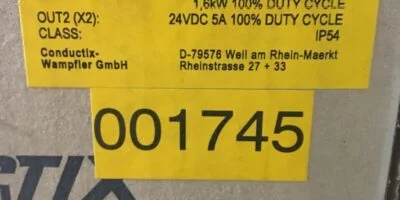 1,6kW 100% DUTY CYCLE
OUT2 (X2): 24VDC 5A 100% DUTY CYCLE
CLASS: IP54
Conductix- D-79576 Weil am Rhein-Maerkt
Wampfler GmbH Rheinstrasse 27 + 33
001745
CTIX